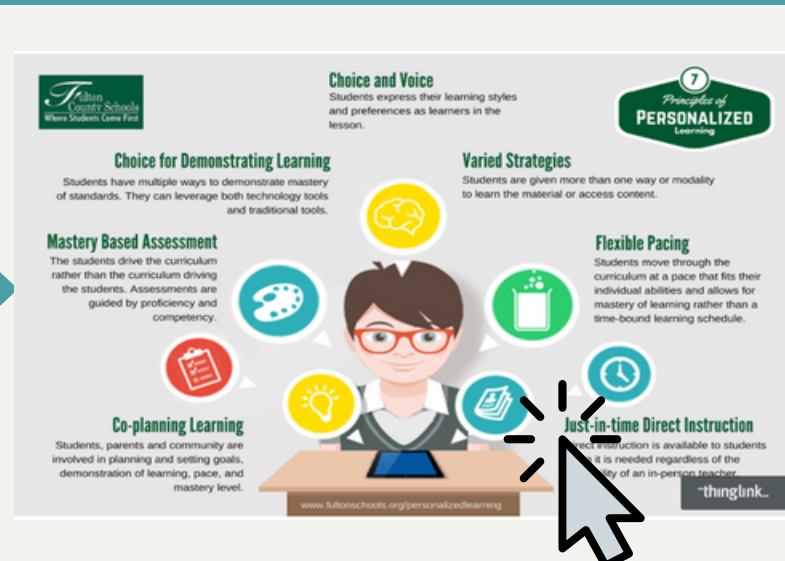 Fulton
County Schools
Where Students Come First
7
Principles of
PERSONALIZED
Learning
Choice and Voice
Students express their learning styles
and preferences as learners in the
lesson.
Choice for Demonstrating Learning
Students have multiple ways to demonstrate mastery
of standards. They can leverage both technology tools
and traditional tools.
Varied Strategies
Students are given more than one way or modality
to learn the material or access content.
Mastery Based Assessment
The students drive the curriculum
rather than the curriculum driving
the students. Assessments are
guided by proficiency and
competency.
Flexible Pacing
Students move through the
curriculum at a pace that fits their
individual abilities and allows for
mastery of learning rather than a
time-bound learning schedule.
Co-planning Learning
Students, parents and community are
involved in planning and setting goals,
demonstration of learning, pace, and
mastery level.
Just-in-time Direct Instruction
instruction is available to students
it is needed regardless of the
of an in-person teacher.
www.fultonschools.org/personalizedlearning
thinglink..